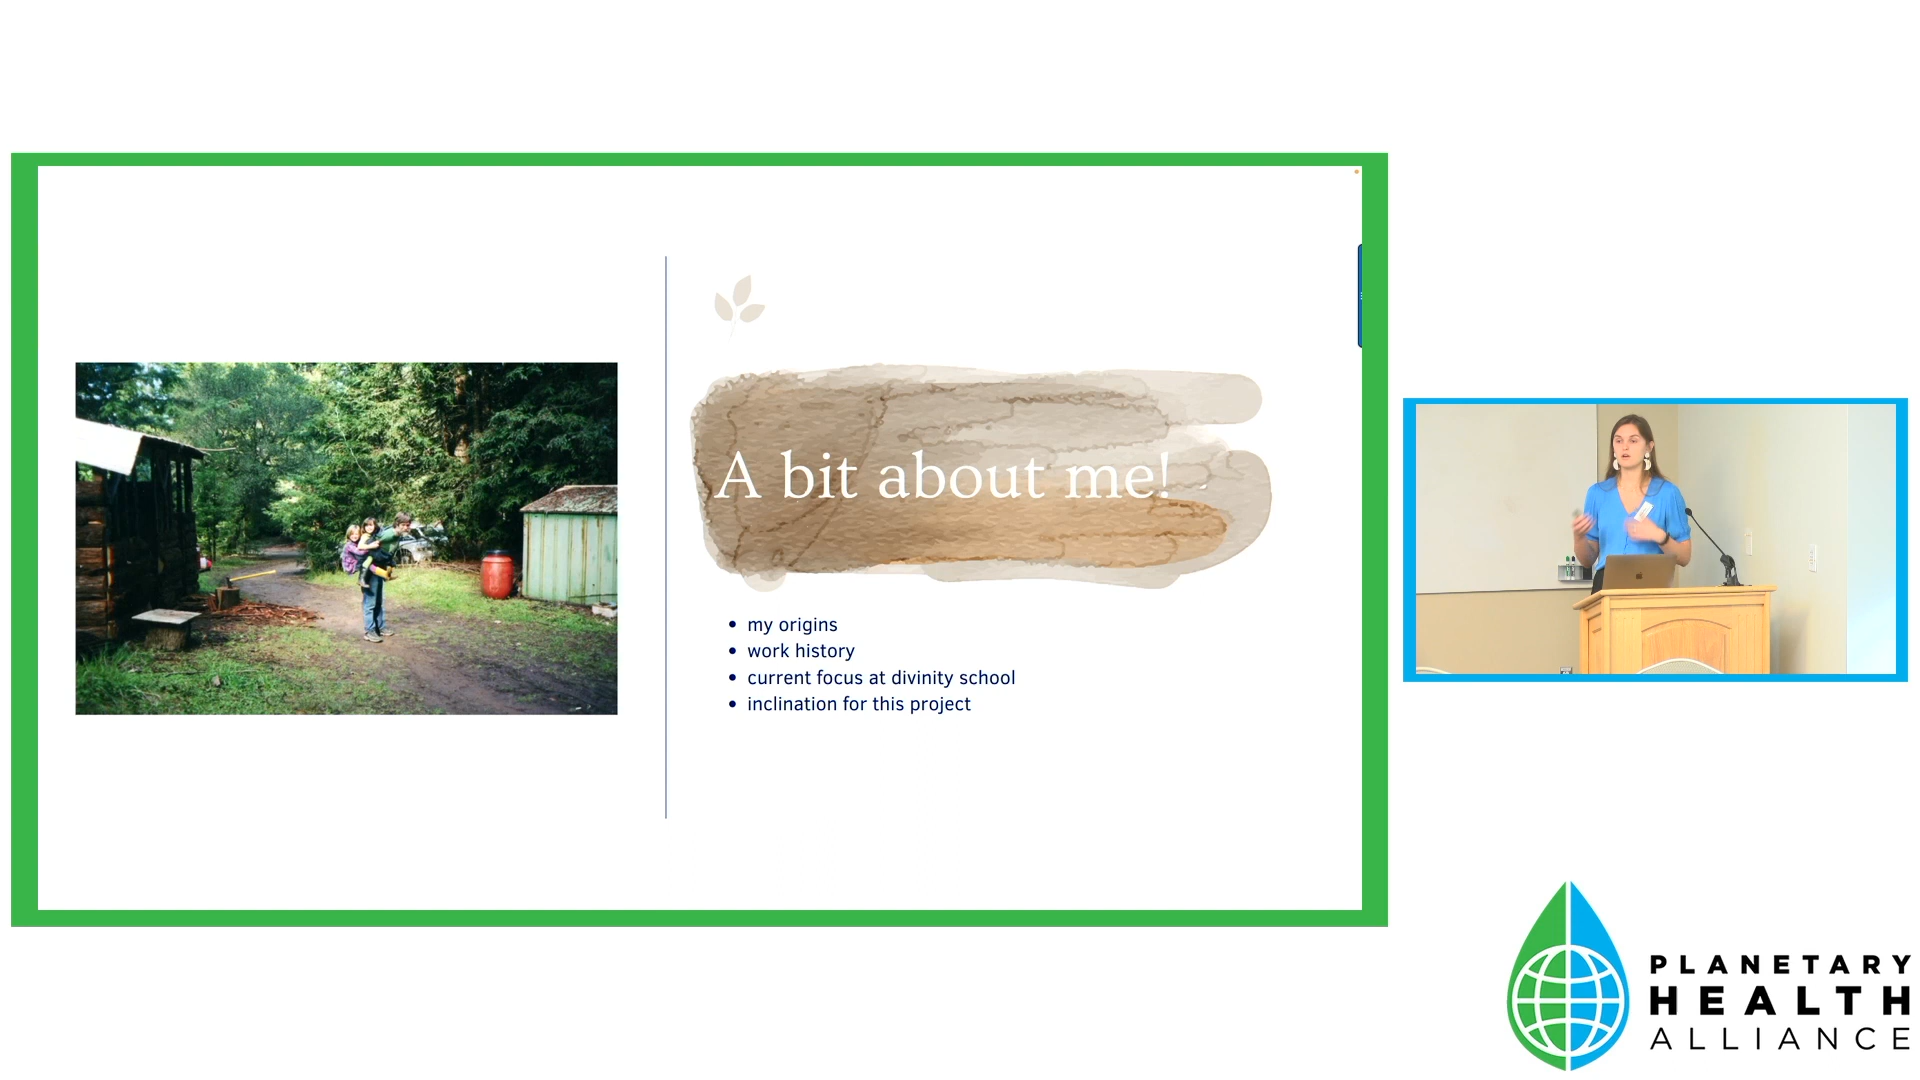 A bit about me!
my origins
work history
current focus at divinity school
inclination for this project
PLANETARY
HEALTH
ALLIANCE